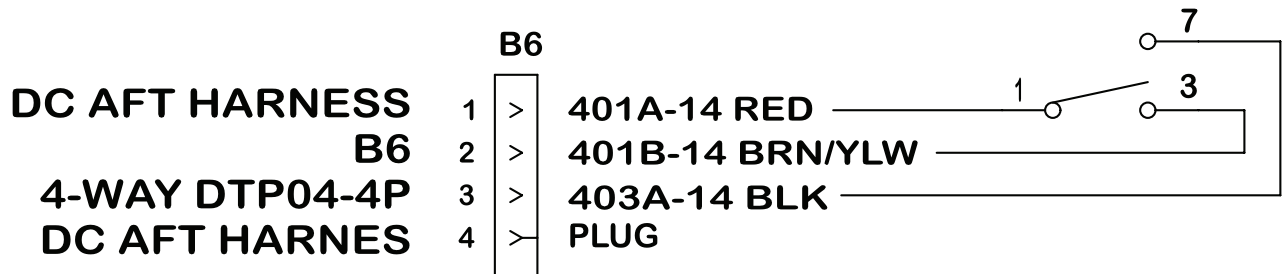 B6
7
DC AFT HARNESS 1 > 401A-14 RED 1 3
B6 2 > 401B-14 BRN/YLW
4-WAY DTP04-4P 3 > 403A-14 BLK
DC AFT HARNES 4 > PLUG